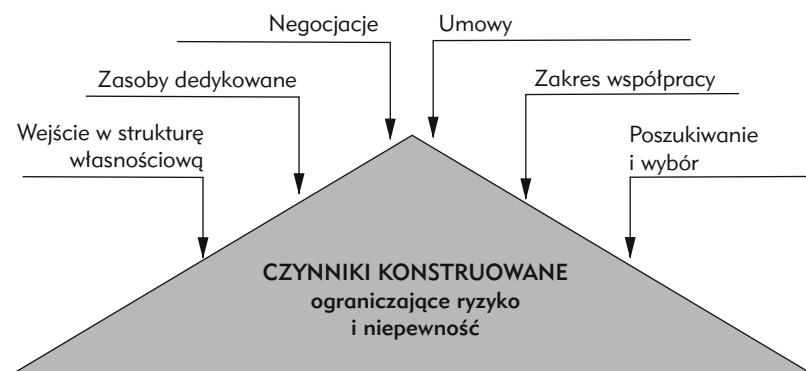 Negocjacje
Umowy
Zasoby dedykowane
Zakres współpracy
Wejście w strukturę
własnościową
Poszukiwanie
i wybór
CZYNNIKI KONSTRUOWANE
ograniczające ryzyko
i niepewność